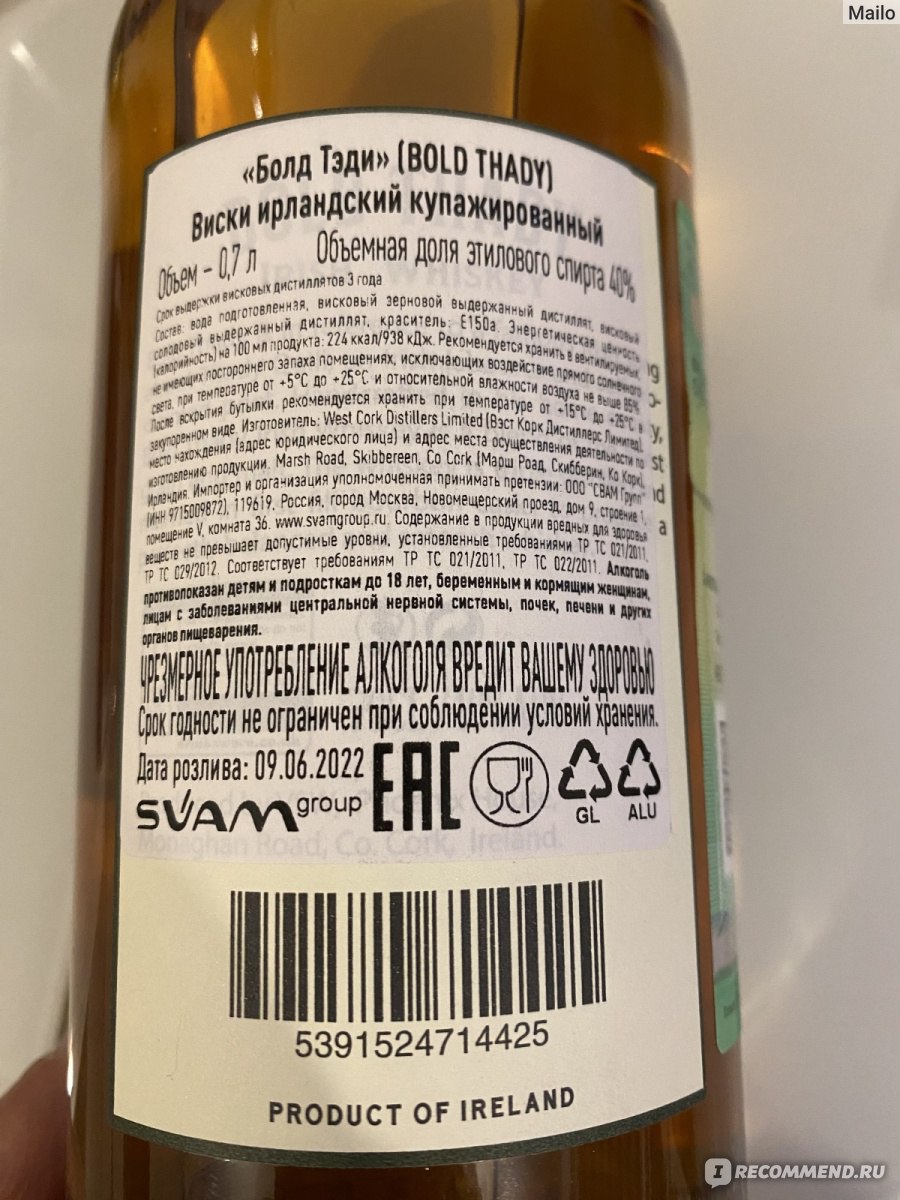 Mailo
«Болд Тэди» (BOLD THADY)
Виски ирландский купажированный
Объем – 0,7 л Объемная доля этилового спирта 40%
Срок выдержки висковых дистиллятов 3 года
Состав: вода подготовленная, висковый зерновой выдержанный дистиллят, висковый
солодовый выдержанный дистиллят, краситель: E150a. Энергетическая ценность
(калорийность) на 100 мл продукта: 224 ккал/938 кДж. Рекомендуется хранить в вентилируемых,
не имеющих постороннего запаха помещениях, исключающих воздействие прямого солнечного
света, при температуре от +5°С до +25°С и относительной влажности воздуха не выше 85%
После вскрытия бутылки рекомендуется хранить при температуре от +15°С до +25°С в
закупоренном виде. Изготовитель: West Cork Distillers Limited (Вэст Корк Дистиллерс Лимитед),
место нахождения (адрес юридического лица) и адрес места осуществления деятельности по
изготовлению продукции. Marsh Road, Skibbereen, Co Cork (Марш Роад, Скибберин, Ко Корк),
Ирландия. Импортер и организация уполномоченная принимать претензии: ООО "СВАМ Групп"
(ИНН 9715009872), 119619, Россия, город Москва, Новомещерский проезд, дом 9, строение 1,
помещение V, комната 36. www.svamgroup.ru. Содержание в продукции вредных для здоровья
веществ не превышает допустимые уровни, установленные требованиями ТР ТС 021/2011,
ТР ТС 029/2012. Соответствует требованиям ТР ТС 021/2011, ТР ТС 022/2011. Алкоголь
противопоказан детям и подросткам до 18 лет, беременным и кормящим женщинам,
лицам с заболеваниями центральной нервной системы, почек, печени и других
органов пищеварения.
ЧРЕЗМЕРНОЕ УПОТРЕБЛЕНИЕ АЛКОГОЛЯ ВРЕДИТ ВАШЕМУ ЗДОРОВЬЮ
Срок годности не ограничен при соблюдении условий хранения.
Дата розлива: 09.06.2022 EAC
SVAM group
GL ALU
Monaghan Road, Co. Cork, Ireland.
5391524714425
PRODUCT OF IRELAND
IRECOMMEND.RU